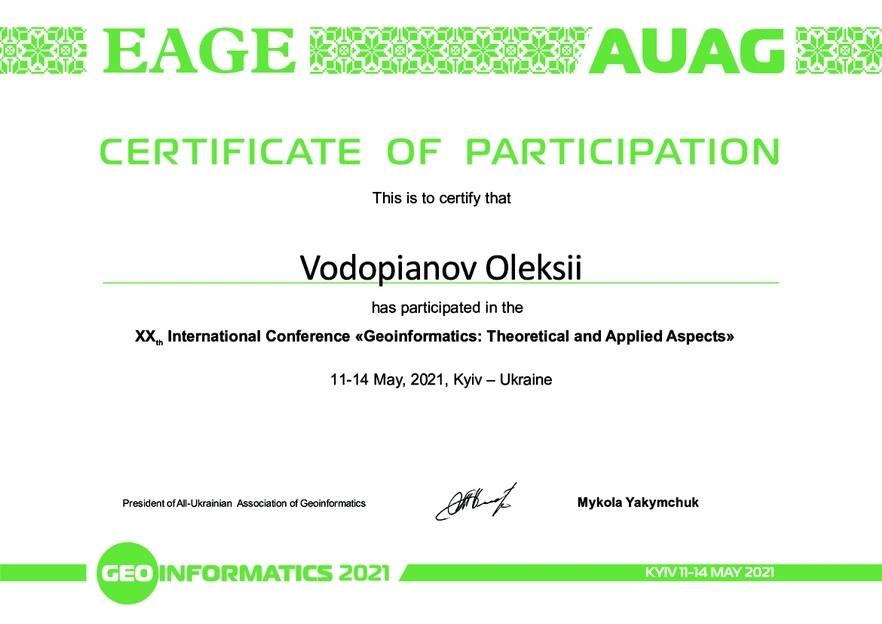 EAGE AUAG
CERTIFICATE OF PARTICIPATION
This is to certify that
Vodopianov Oleksii
has participated in the
XXth International Conference «Geoinformatics: Theoretical and Applied Aspects»
11-14 May, 2021, Kyiv – Ukraine
President of All-Ukrainian Association of Geoinformatics Mykola Yakymchuk
GEOINFORMATICS 2021 KYIV 11-14 MAY 2021